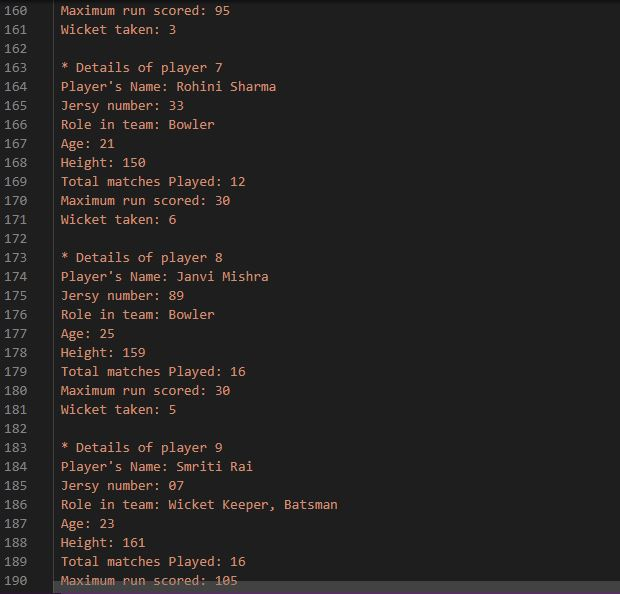 160 Maximum run scored: 95
161 Wicket taken: 3
162
163 * Details of player 7
164 Player's Name: Rohini Sharma
165 Jersy number: 33
166 Role in team: Bowler
167 Age: 21
168 Height: 150
169 Total matches Played: 12
170 Maximum run scored: 30
171 Wicket taken: 6
172
173 * Details of player 8
174 Player's Name: Janvi Mishra
175 Jersy number: 89
176 Role in team: Bowler
177 Age: 25
178 Height: 159
179 Total matches Played: 16
180 Maximum run scored: 30
181 Wicket taken: 5
182
183 * Details of player 9
184 Player's Name: Smriti Rai
185 Jersy number: 07
186 Role in team: Wicket Keeper, Batsman
187 Age: 23
188 Height: 161
189 Total matches Played: 16
190 Maximum run scored: 105